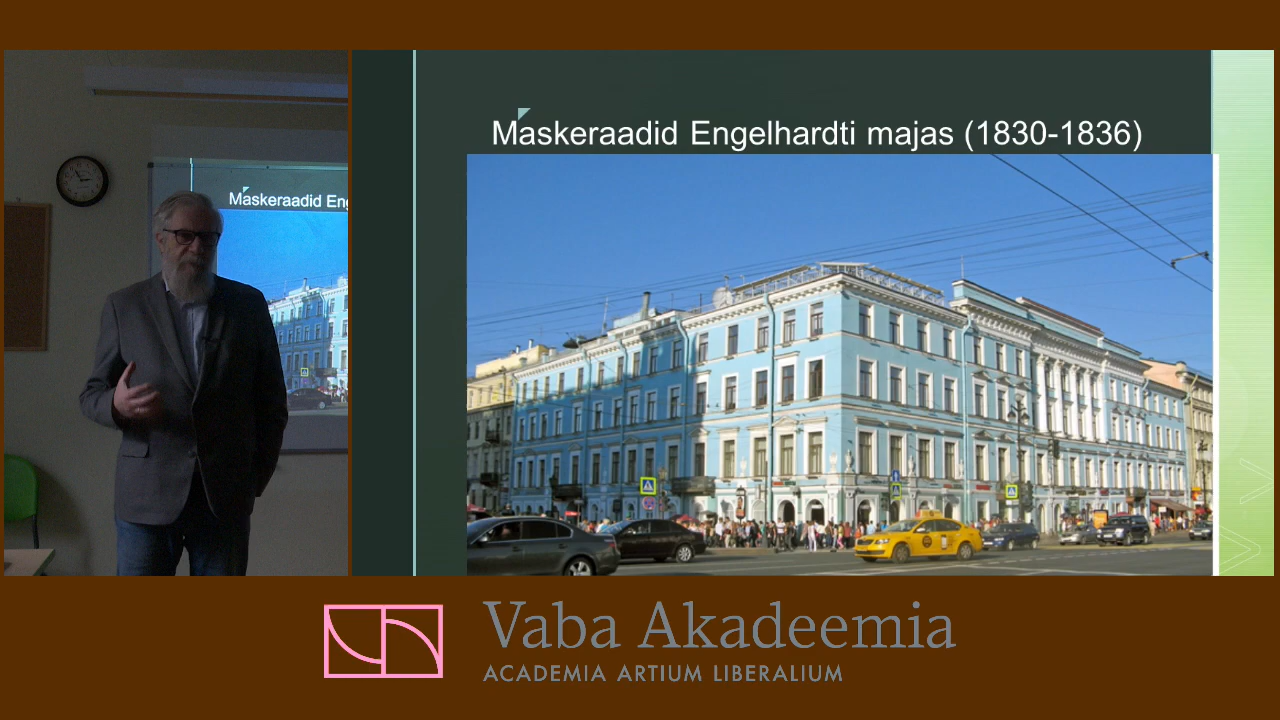 Maskeraadid Engelhardti majas (1830-1836)
Maskeraadid Eng
Vaba Akadeemia
ACADEMIA ARTIUM LIBERALIUM